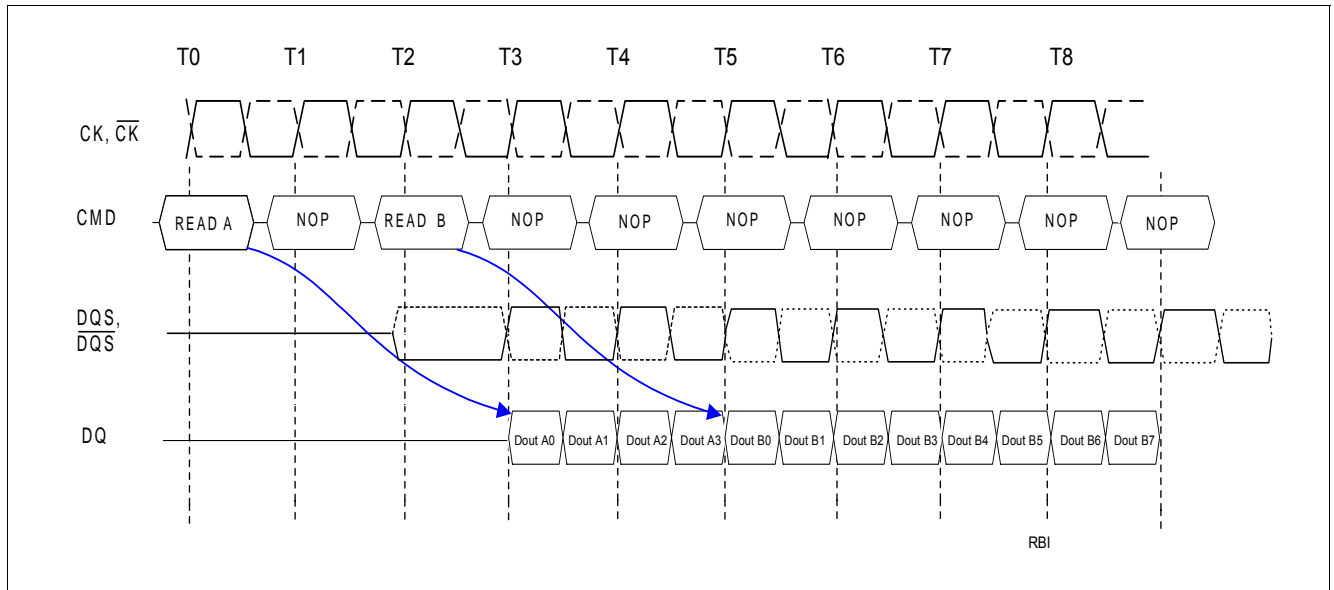 T0 T1 T2 T3 T4 T5 T6 T7 T8
CK, CK
CMD READ A NOP READ B NOP NOP NOP NOP NOP NOP NOP
DQS,
DQS
DQ Dout A0 Dout A1 Dout A2 Dout A3 Dout B0 Dout B1 Dout B2 Dout B3 Dout B4 Dout B5 Dout B6 Dout B7
RBI